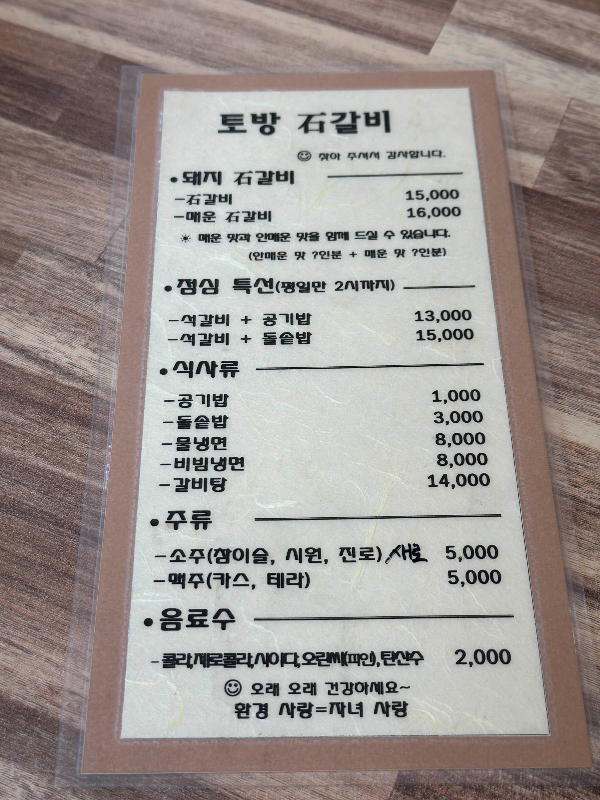 토방 石갈비
☺ 찾아 주셔서 감사합니다.
• 돼지 石갈비
-石갈비 15,000
-매운 石갈비 16,000
☀ 매운 맛과 안매운 맛을 함께 드실 수 있습니다.
(안매운 맛 ?인분 + 매운 맛 ?인분)
• 점심 특선(평일만 2시까지)
-석갈비 + 공기밥 13,000
-석갈비 + 돌솥밥 15,000
• 식사류
-공기밥 1,000
-돌솥밥 3,000
-물냉면 8,000
-비빔냉면 8,000
-갈비탕 14,000
• 주류
-소주(참이슬, 시원, 진로) 새로 5,000
-맥주(카스, 테라) 5,000
• 음료수
-콜라,제로콜라,사이다,오란씨(파인),탄산수 2,000
☺ 오래 오래 건강하세요~
환경 사랑=자녀 사랑